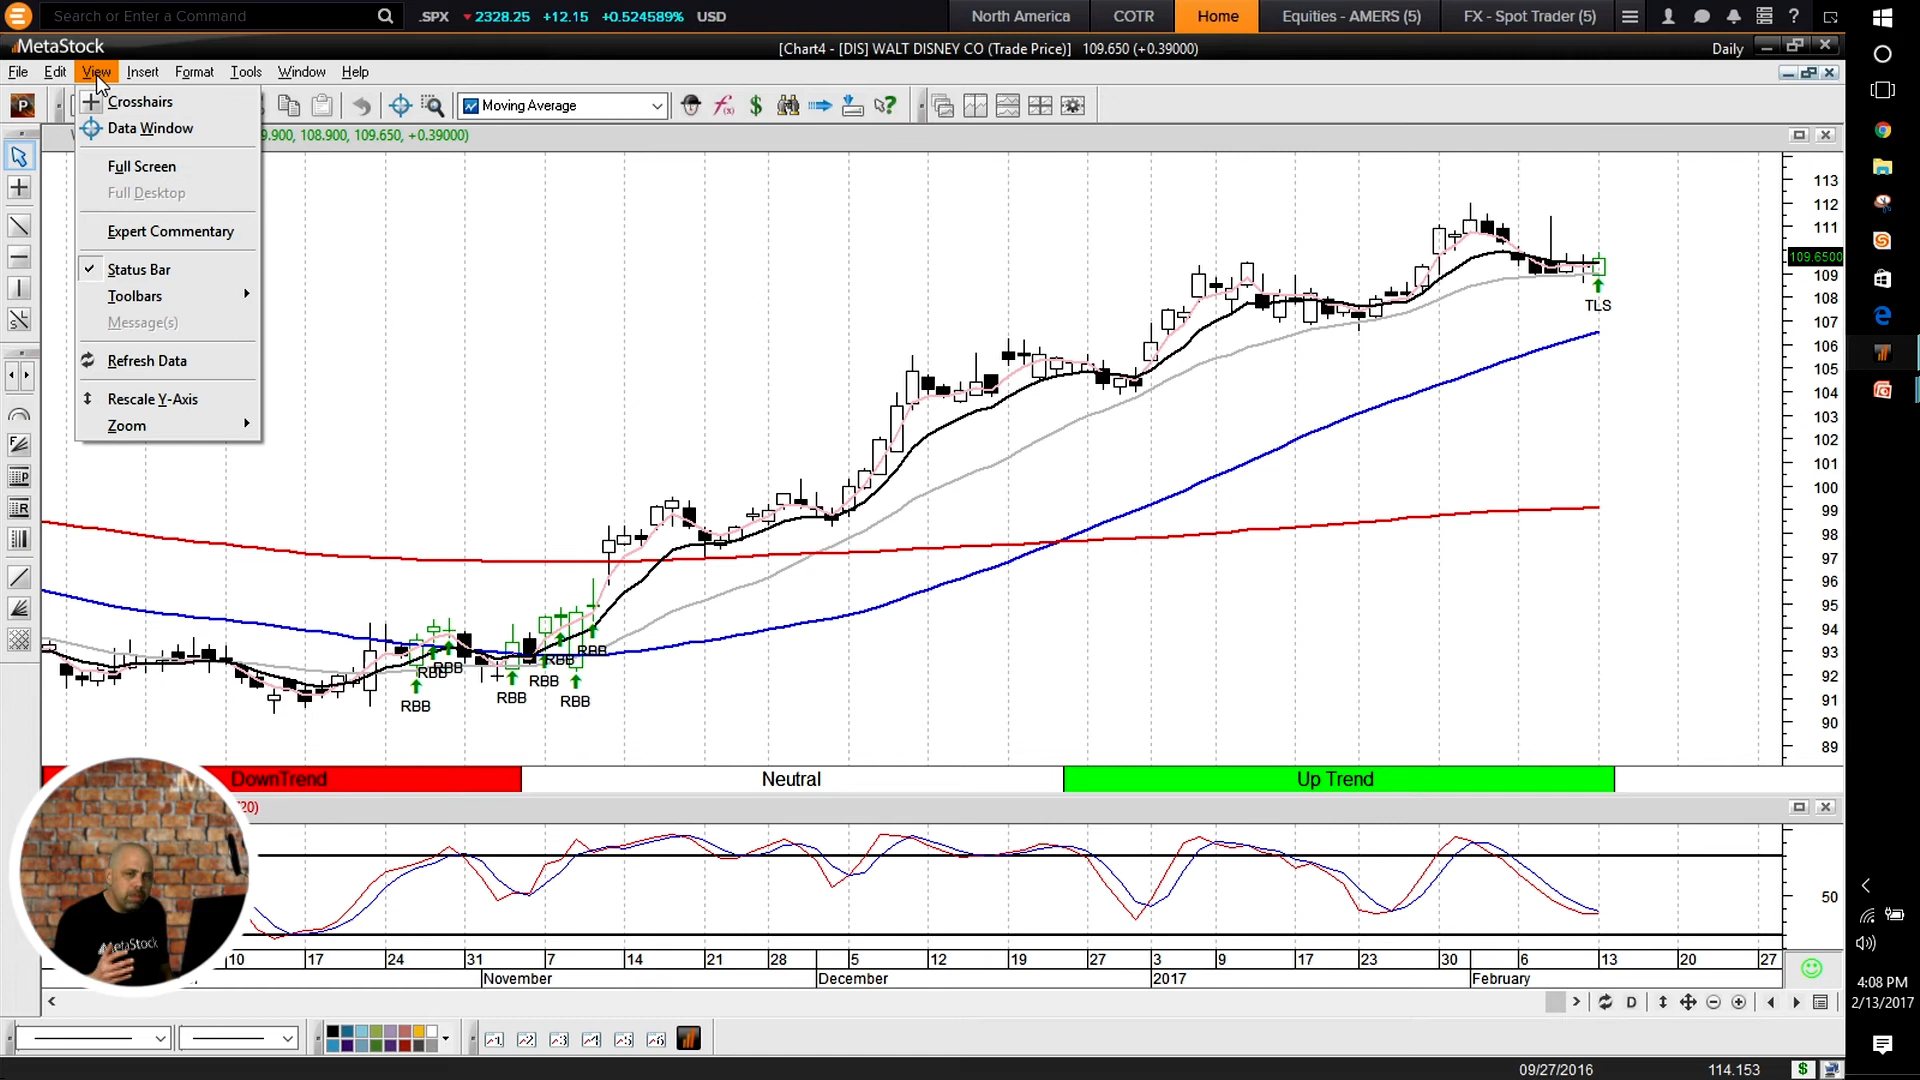 Search or Enter a Command
.SPX 2328.25 +12.15 +0.524589% USD
North America COTR Home Equities - AMERS (5) FX - Spot Trader (5) ?
MetaStock
[Chart4 - [DIS] WALT DISNEY CO (Trade Price)] 109.650 (+0.39000)
Daily
File Edit View Insert Format Tools Window Help
P Moving Average
9.900, 108.900, 109.650, +0.39000)
Crosshairs
Data Window
Full Screen
Full Desktop
Expert Commentary
Status Bar
Toolbars
Message(s)
Refresh Data
Rescale Y-Axis
Zoom
113
112
111
109.6500
109
108
107
106
105
104
103
102
101
100
99
98
97
96
95
94
93
92
91
90
89
TLS
RBB
RBB
RBB
RBB
RBB
RBB
RBB
RBB
DownTrend Neutral Up Trend
20)
50
MetaStock
10 17 24 31 7 14 21 28 5 12 19 27 3 9 17 23 30 6 13 20 27
November December 2017 February
D
4:08 PM
2/13/2017
09/27/2016 114.153